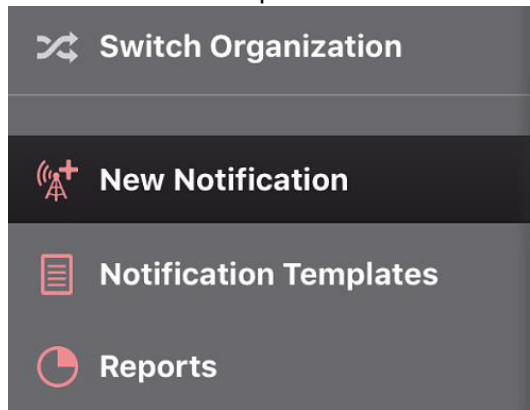 Switch Organization
New Notification
Notification Templates
Reports